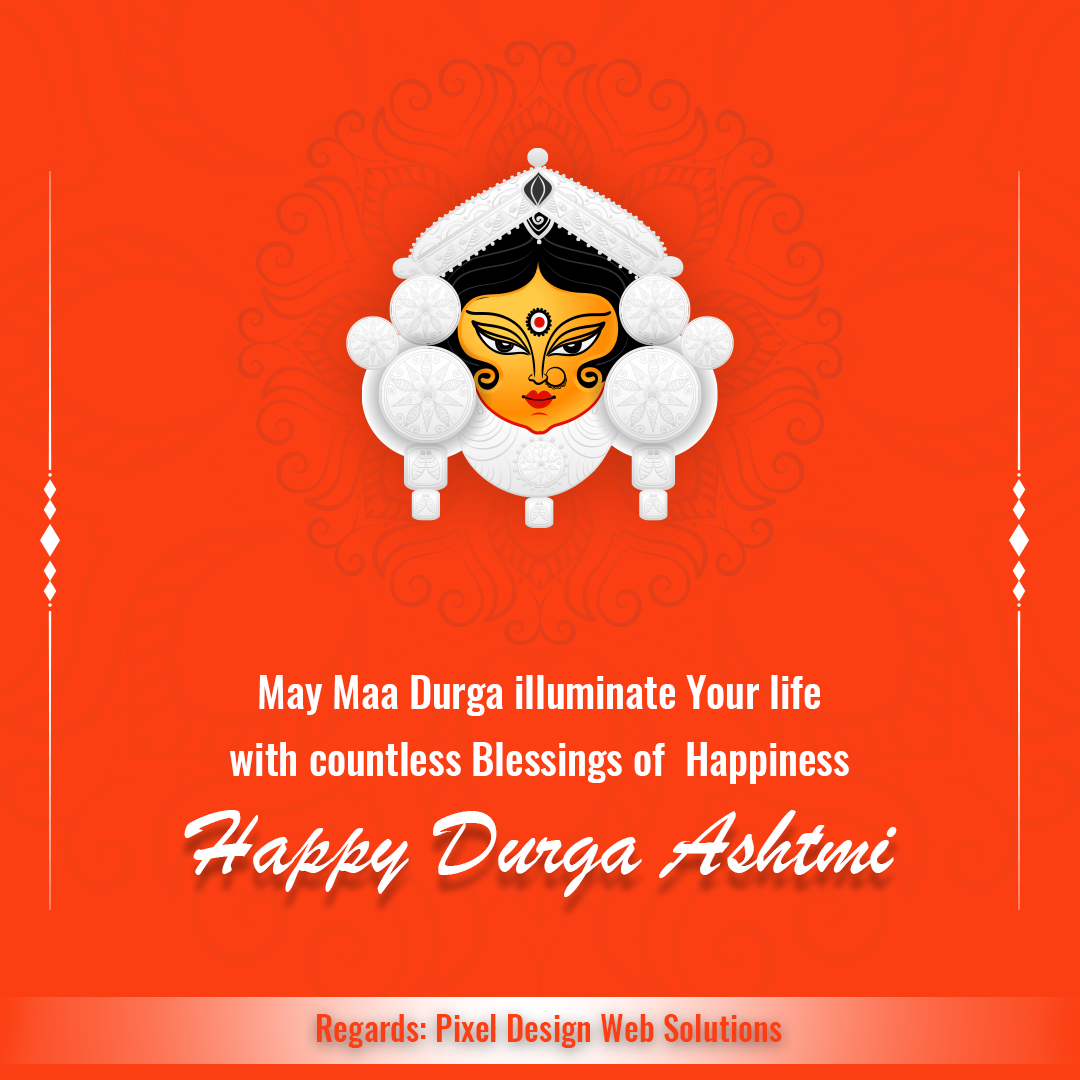 May Maa Durga illuminate Your life
with countless Blessings of Happiness
Happy Durga Ashtmi
Regards: Pixel Design Web Solutions